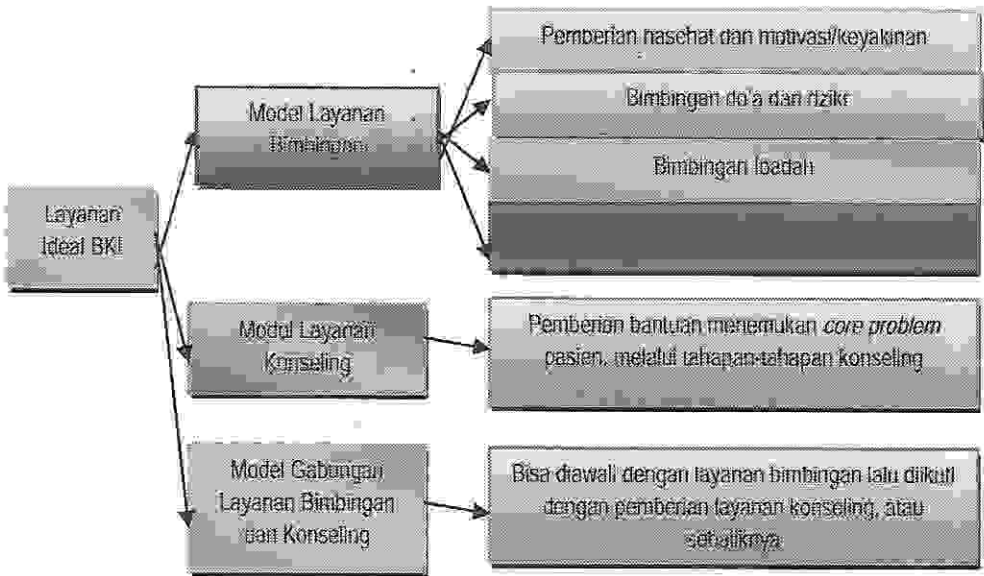 Layanan
Ideal BKI
Model Layanan
Bimbingan
Pemberian nasehat dan motivasi/keyakinan
Bimbingan do'a dan dzikir
Bimbingan Ibadah
Model Layanan
Konseling
Pemberian bantuan menemukan core problem
pasien, melalui tahapan-tahapan konseling
Model Gabungan
Layanan Bimbingan
dan Konseling
Bisa diawali dengan layanan bimbingan lalu diikuti
dengan pemberian layanan konseling, atau
sebaliknya